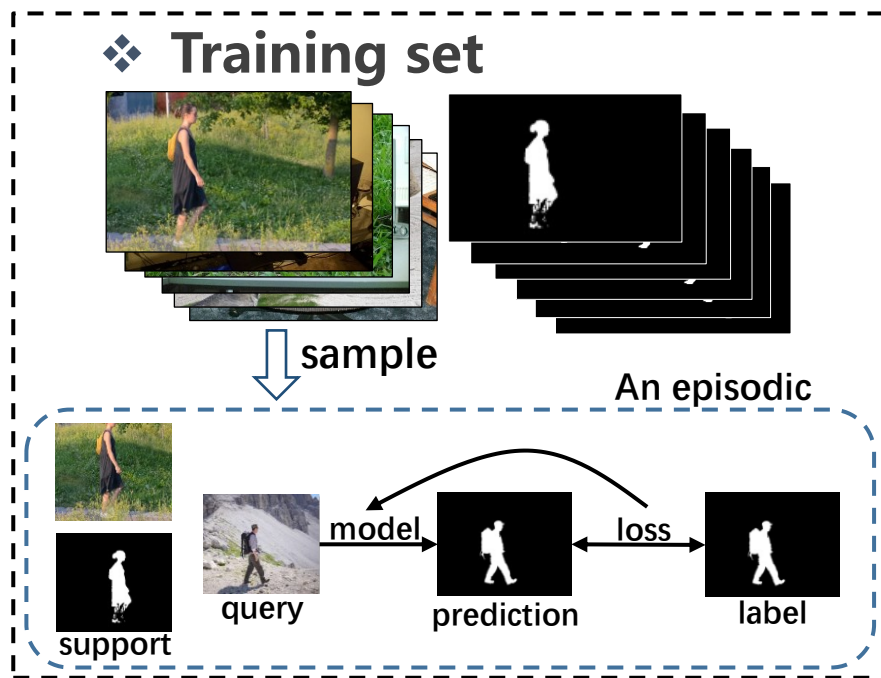 Training set
sample
An episodic
model
loss
query
prediction
label
support